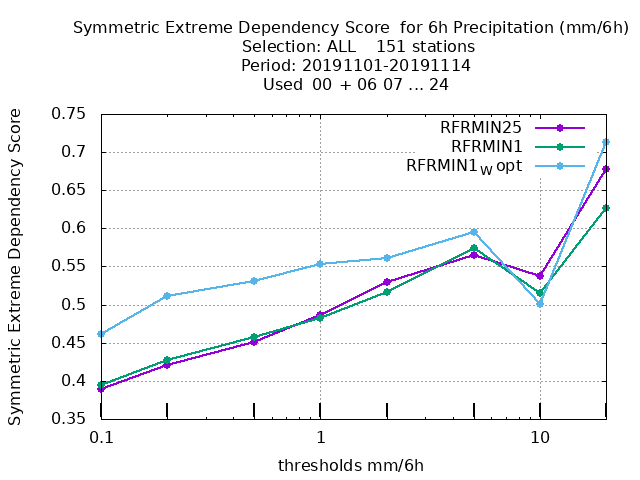 Symmetric Extreme Dependency Score for 6h Precipitation (mm/6h)
Selection: ALL 151 stations
Period: 20191101-20191114
Used 00 + 06 07 ... 24
Symmetric Extreme Dependency Score
0.75
0.7
0.65
0.6
0.55
0.5
0.45
0.4
0.35
RFRMIN25
RFRMIN1
RFRMIN1W opt
0.1 1 10
thresholds mm/6h